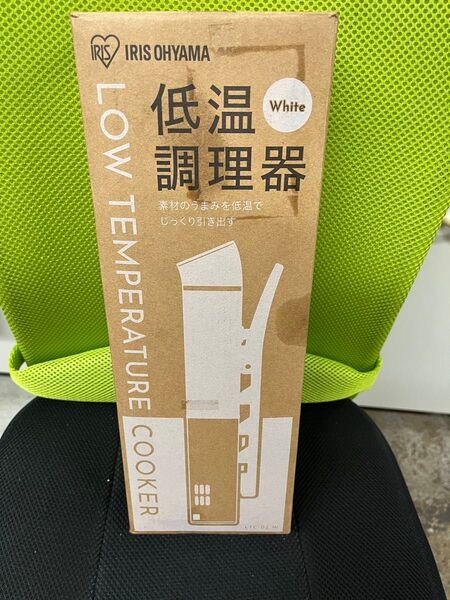 IRIS
IRIS OHYAMA
低温
調理器
White
素材のうまみを低温で
じっくり引き出す
LOW TEMPERATURE COOKER